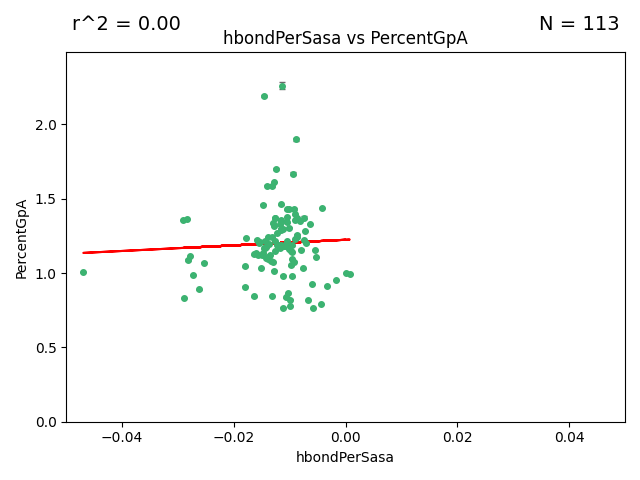 r^2 = 0.00
N = 113
hbondPerSasa vs PercentGpA
PercentGpA
2.0
1.5
1.0
0.5
0.0
−0.04 −0.02 0.00 0.02 0.04
hbondPerSasa